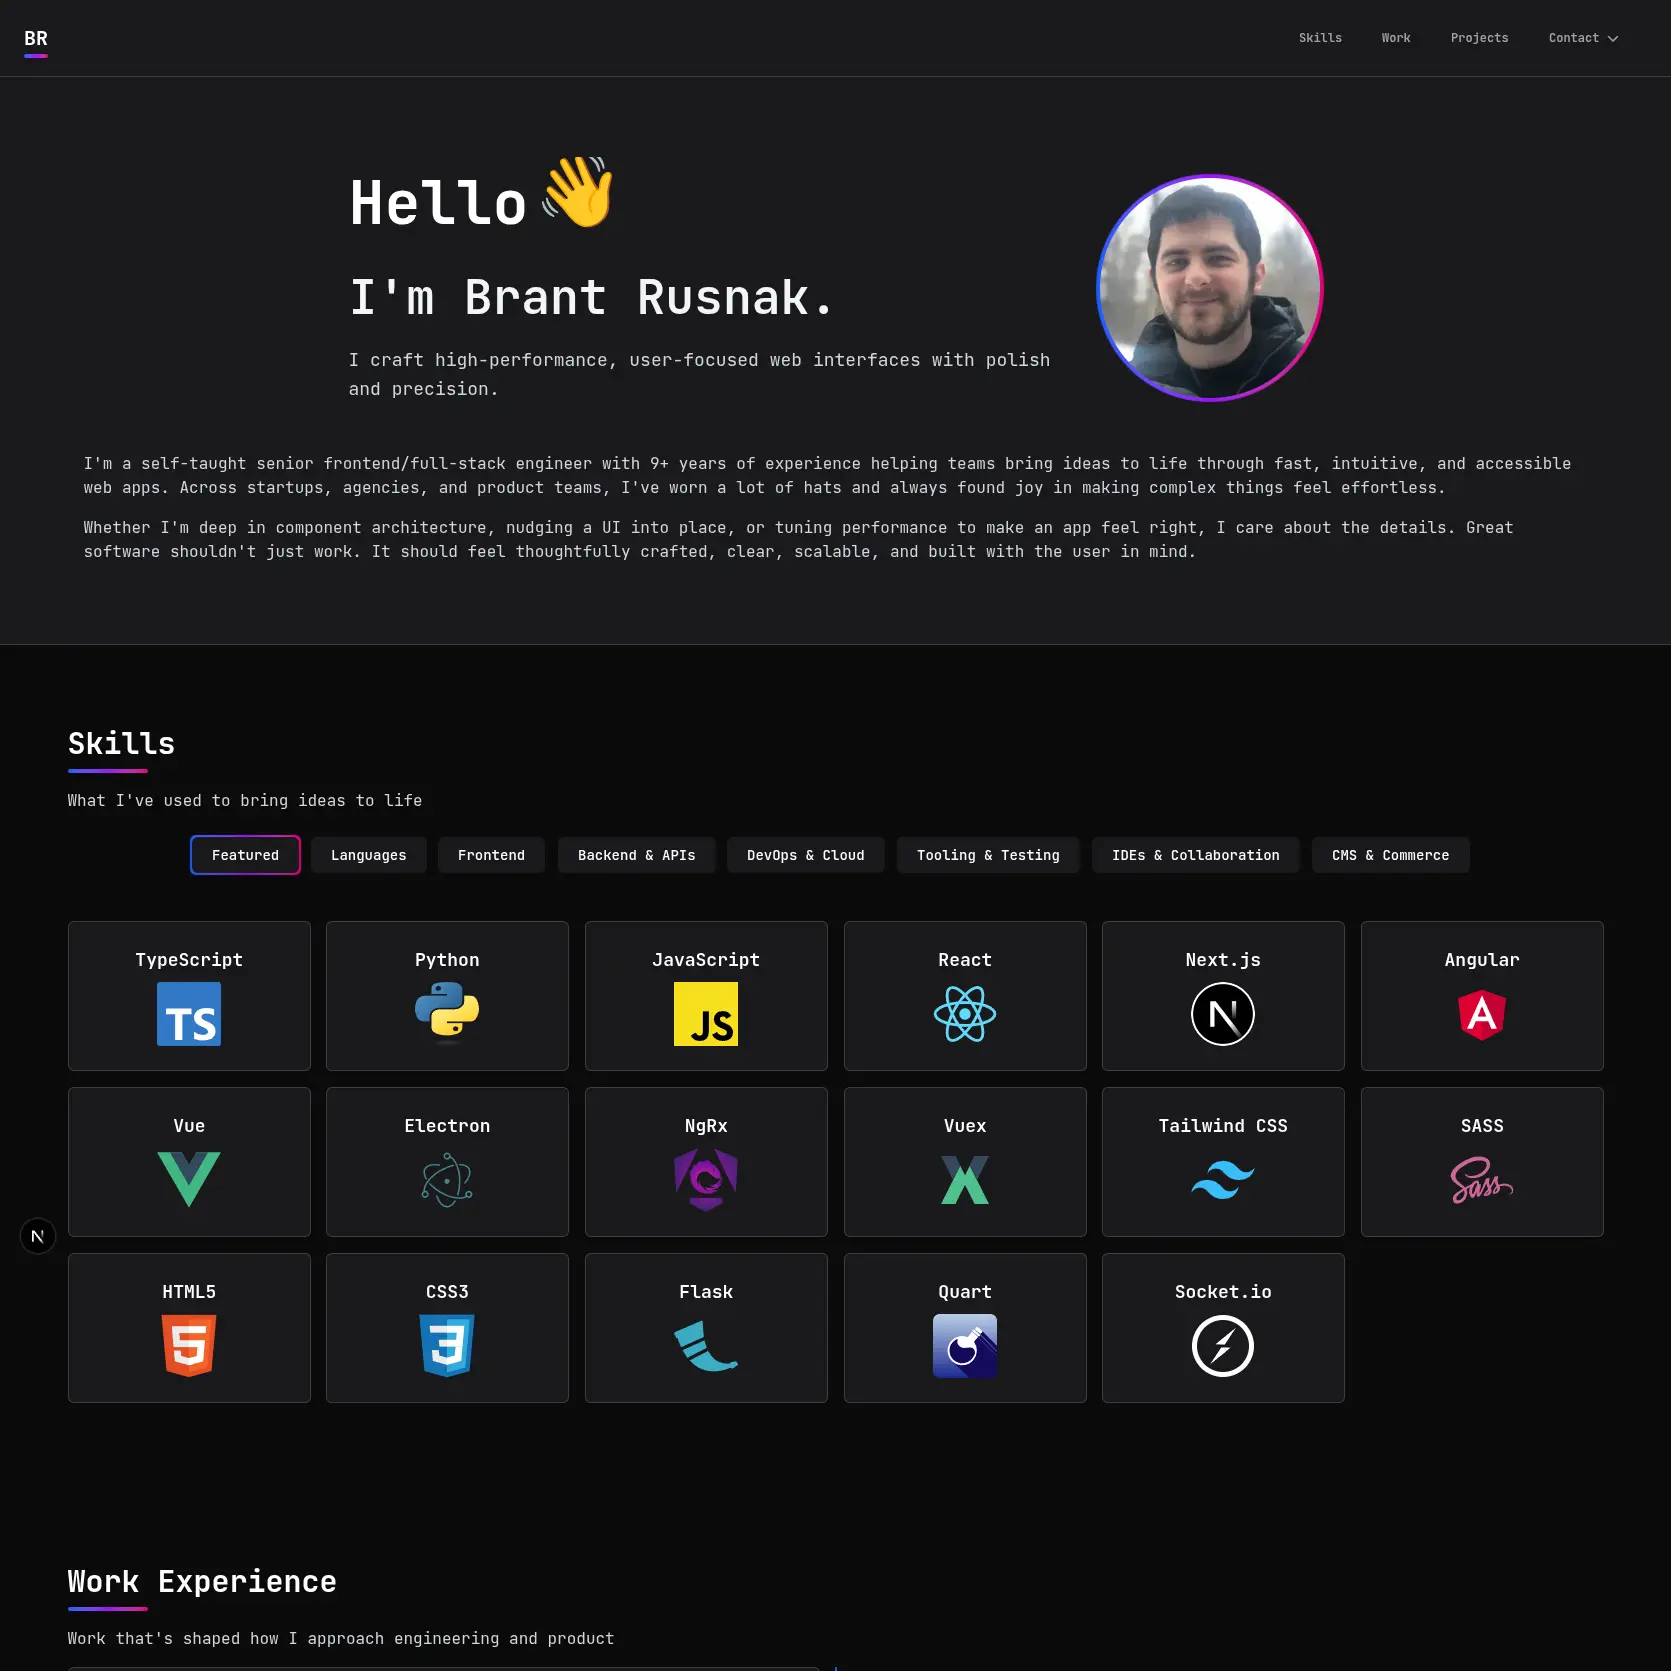 BR
Skills
Work
Projects
Contact
Hello
I'm Brant Rusnak.
I craft high-performance, user-focused web interfaces with polish
and precision.
I'm a self-taught senior frontend/full-stack engineer with 9+ years of experience helping teams bring ideas to life through fast, intuitive, and accessible
web apps. Across startups, agencies, and product teams, I've worn a lot of hats and always found joy in making complex things feel effortless.
Whether I'm deep in component architecture, nudging a UI into place, or tuning performance to make an app feel right, I care about the details. Great
software shouldn't just work. It should feel thoughtfully crafted, clear, scalable, and built with the user in mind.
Skills
What I've used to bring ideas to life
Featured
Languages
Frontend
Backend & APIs
DevOps & Cloud
Tooling & Testing
IDEs & Collaboration
CMS & Commerce
TypeScript
TS
Python
JavaScript
JS
React
Next.js
N
Angular
A
Vue
Electron
NgRx
Vuex
Tailwind CSS
SASS
Sass
N
HTML5
5
CSS3
3
Flask
Quart
Socket.io
Work Experience
Work that's shaped how I approach engineering and product